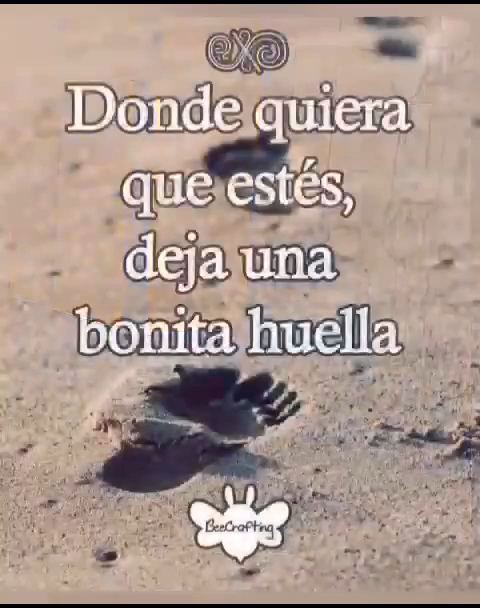 Donde quiera
que estés,
deja una
bonita huella
BeeCrafting